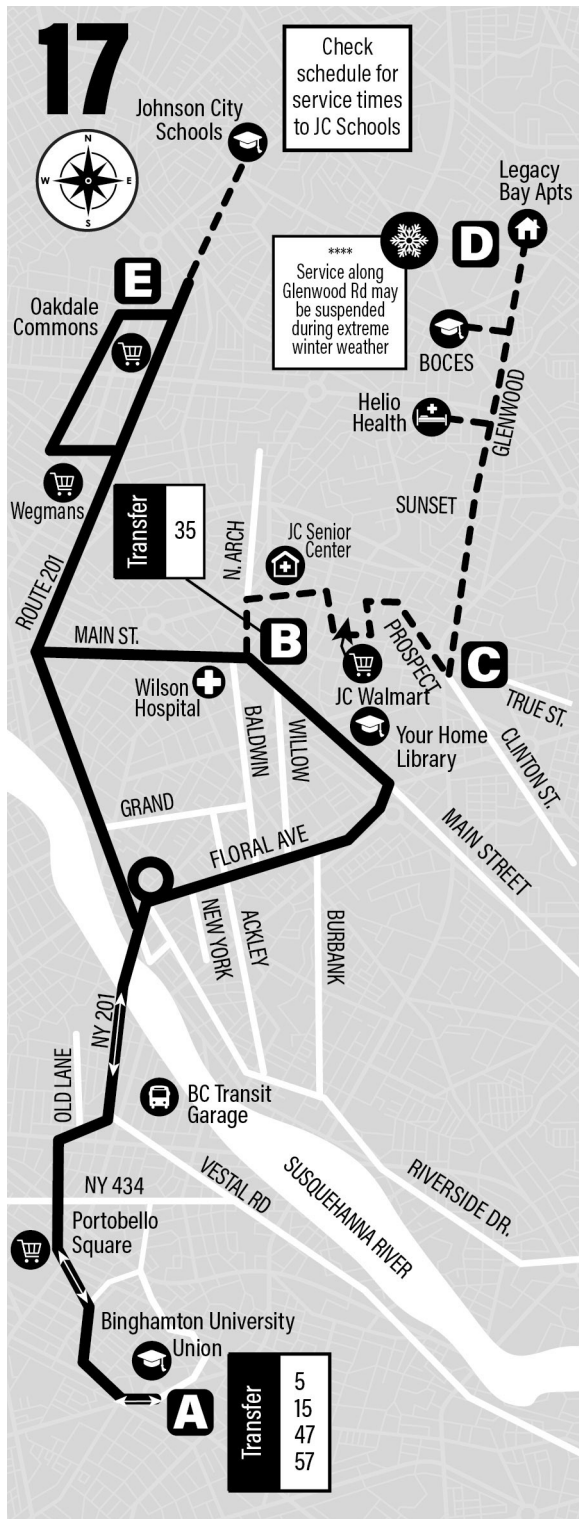 17
Check
schedule for
service times
to JC Schools
Johnson City
Schools
N
W
E
S
Legacy
Bay Apts
D
****
Service along
Glenwood Rd may
be suspended
during extreme
winter weather
E
Oakdale
Commons
BOCES
Helio
Health
GLENWOOD
Wegmans
SUNSET
Transfer
35
N. ARCH
JC Senior
Center
ROUTE 201
MAIN ST.
B
PROSPECT
C
Wilson
Hospital
JC Walmart
TRUE ST.
BALDWIN
WILLOW
Your Home
Library
CLINTON ST.
GRAND
FLORAL AVE
MAIN STREET
NEW YORK
ACKLEY
BURBANK
NY 201
OLD LANE
BC Transit
Garage
VESTAL RD
SUSQUEHANNA RIVER
RIVERSIDE DR.
NY 434
Portobello
Square
Binghamton University
Union
A
Transfer
5
15
47
57